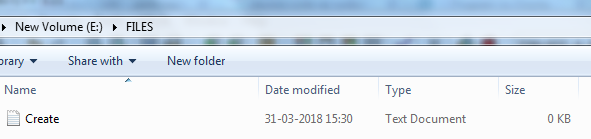 New Volume (E:) FILES
Share with New folder
Name Date modified Type Size
Create 31-03-2018 15:30 Text Document 0 KB